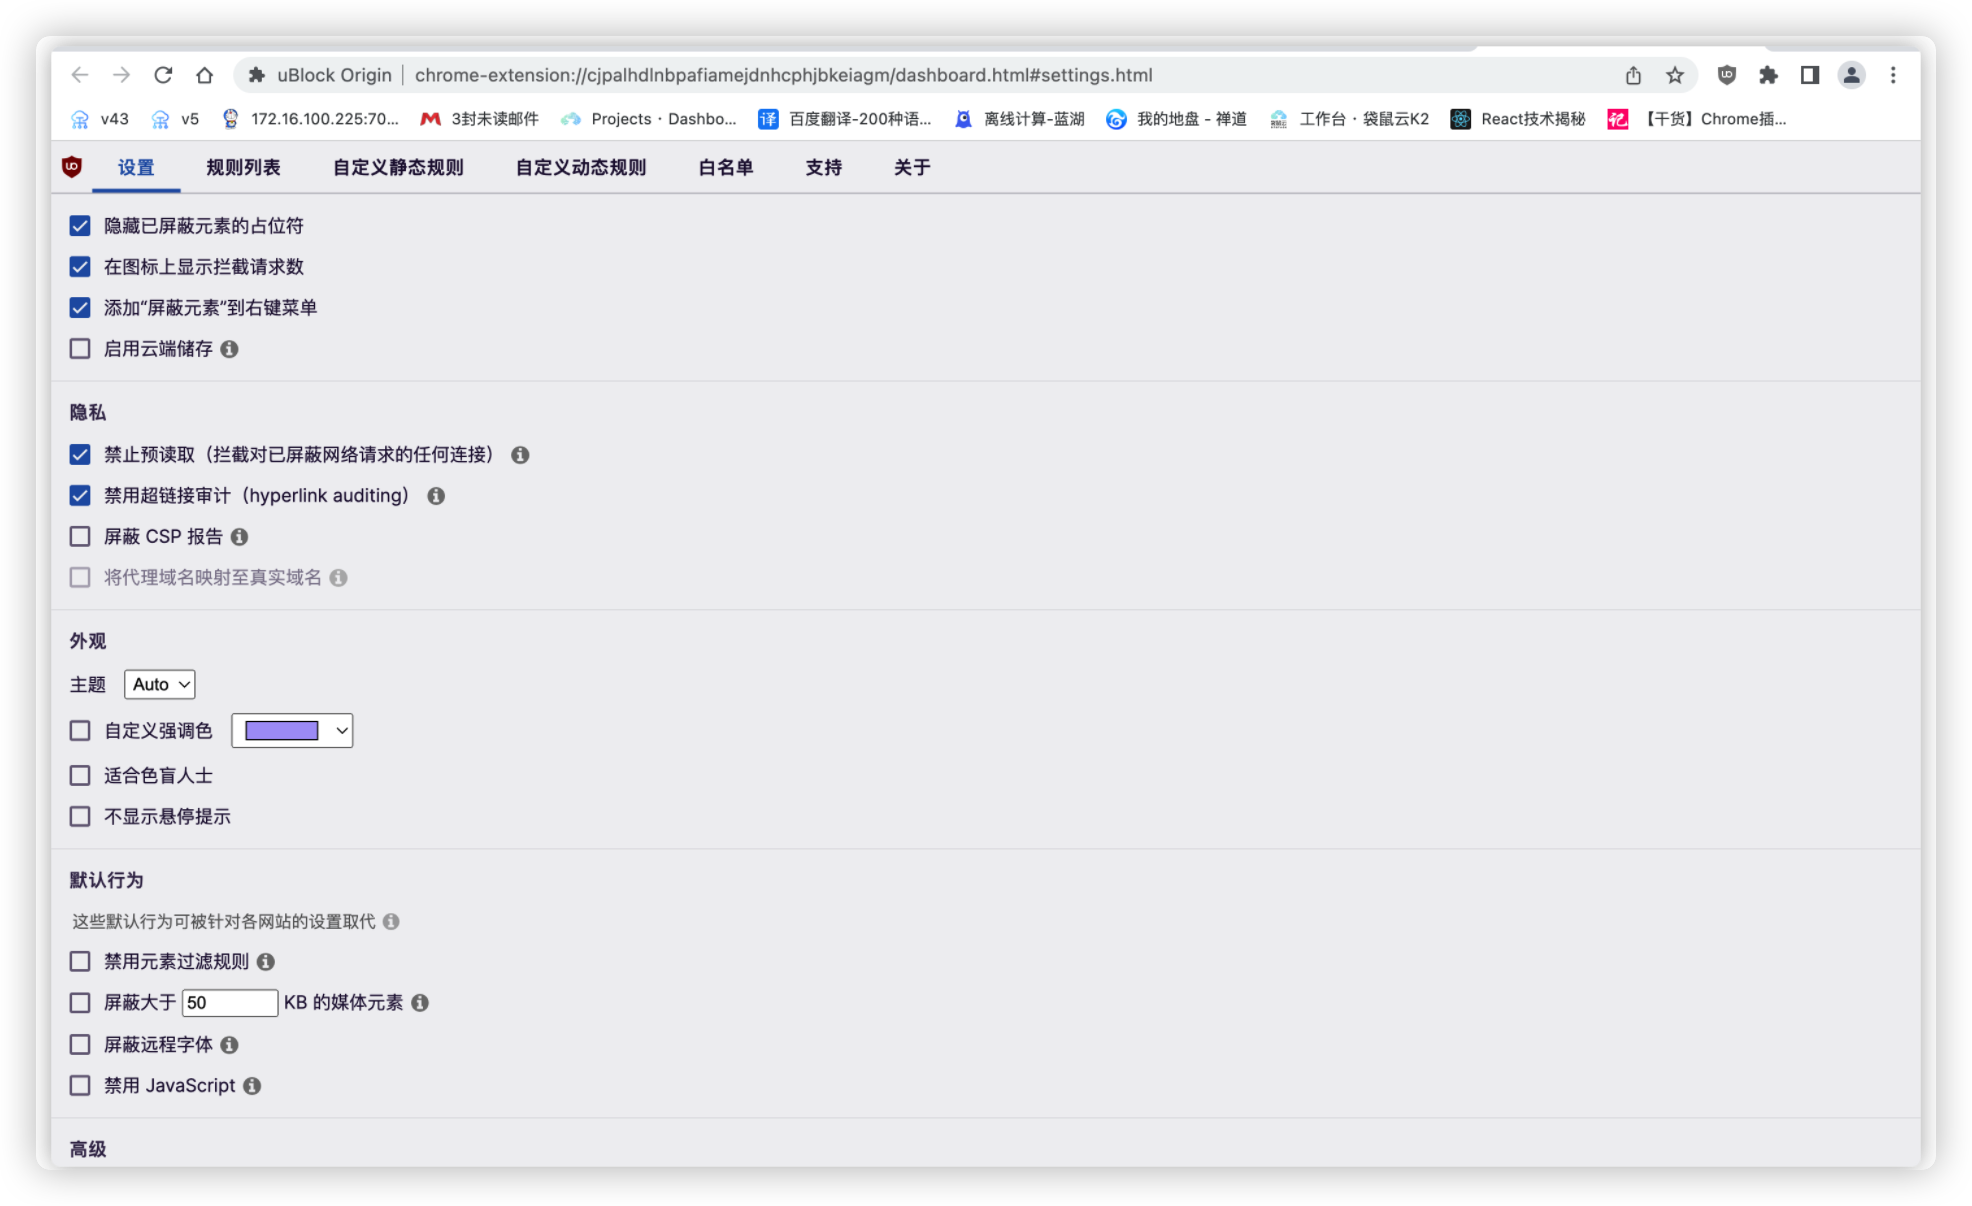 uBlock Origin | chrome-extension://cjpalhdlnbpafiamejdnhcphjbkeiagm/dashboard.html#settings.html
v43 v5 172.16.100.225:70... 3封未读邮件 Projects · Dashbo... 译 百度翻译-200种语... 离线计算-蓝湖 我的地盘 - 禅道 工作台 · 袋鼠云K2 React技术揭秘 记 【干货】Chrome插...
设置 规则列表 自定义静态规则 自定义动态规则 白名单 支持 关于
隐藏已屏蔽元素的占位符
在图标上显示拦截请求数
添加“屏蔽元素”到右键菜单
启用云端储存
隐私
禁止预读取（拦截对已屏蔽网络请求的任何连接）
禁用超链接审计（hyperlink auditing）
屏蔽 CSP 报告
将代理域名映射至真实域名
外观
主题 Auto
自定义强调色
适合色盲人士
不显示悬停提示
默认行为
这些默认行为可被针对各网站的设置取代
禁用元素过滤规则
屏蔽大于 50 KB 的媒体元素
屏蔽远程字体
禁用 JavaScript
高级